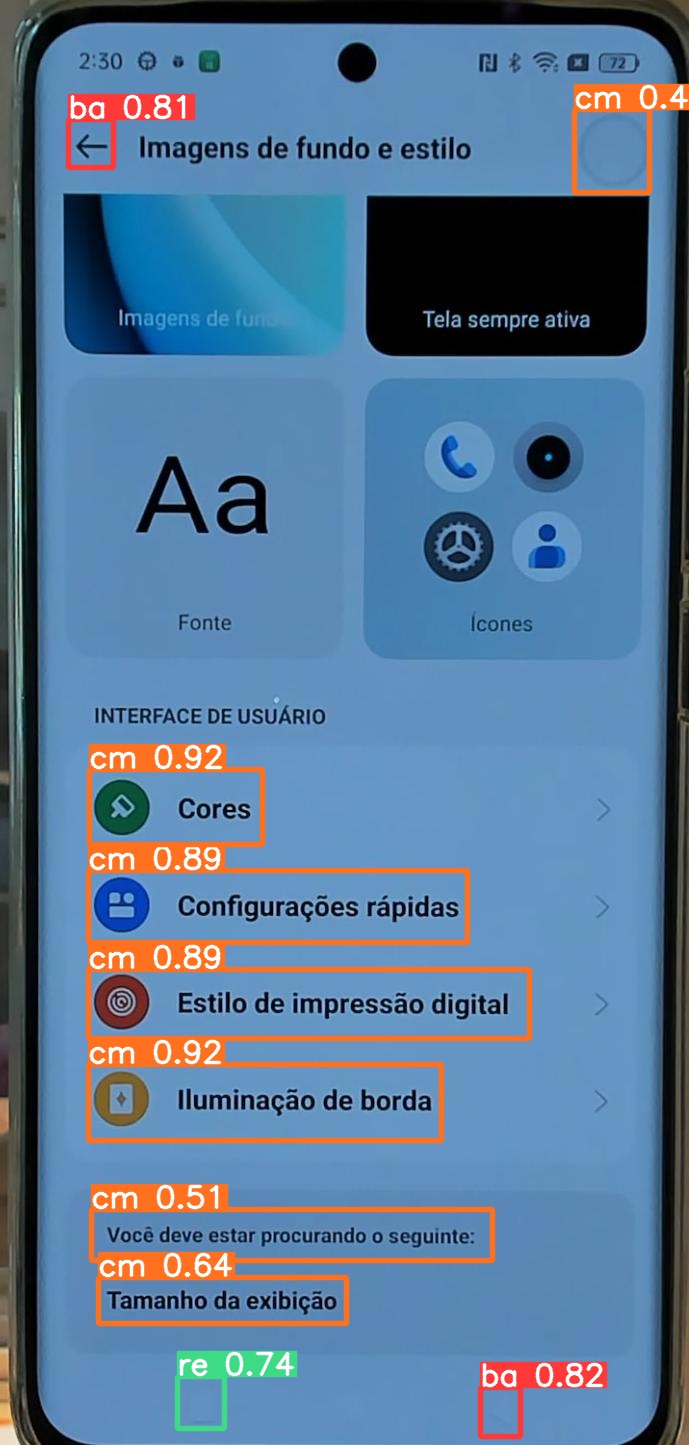 2:30
72
ba 0.81
cm 0.4
Imagens de fundo e estilo
Imagens de fundo
Tela sempre ativa
Aa
Fonte
Ícones
INTERFACE DE USUÁRIO
cm 0.92
Cores
cm 0.89
Configurações rápidas
cm 0.89
Estilo de impressão digital
cm 0.92
Iluminação de borda
cm 0.51
Você deve estar procurando o seguinte:
cm 0.64
Tamanho da exibição
re 0.74
ba 0.82